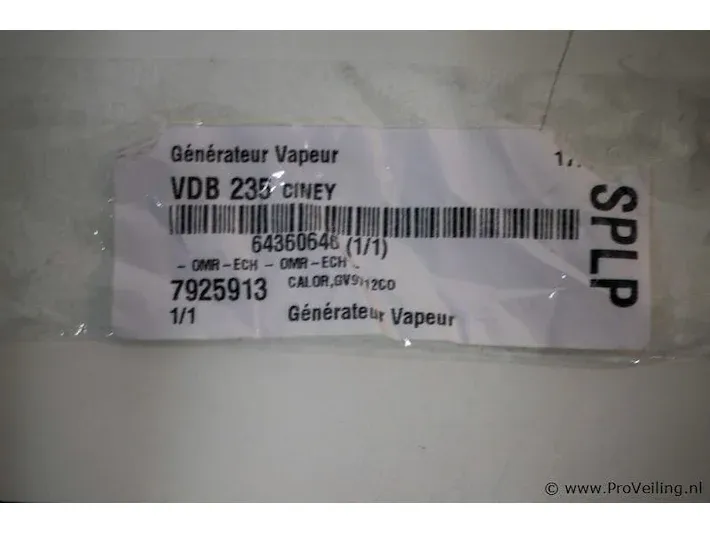 Générateur Vapeur
VDB 235 CINEY
64360646 (1/1)
- OMR-ECH - OMR-ECH -
7925913 CALOR,GV9112CO
1/1 Générateur Vapeur
SPLP
© www.ProVeiling.nl